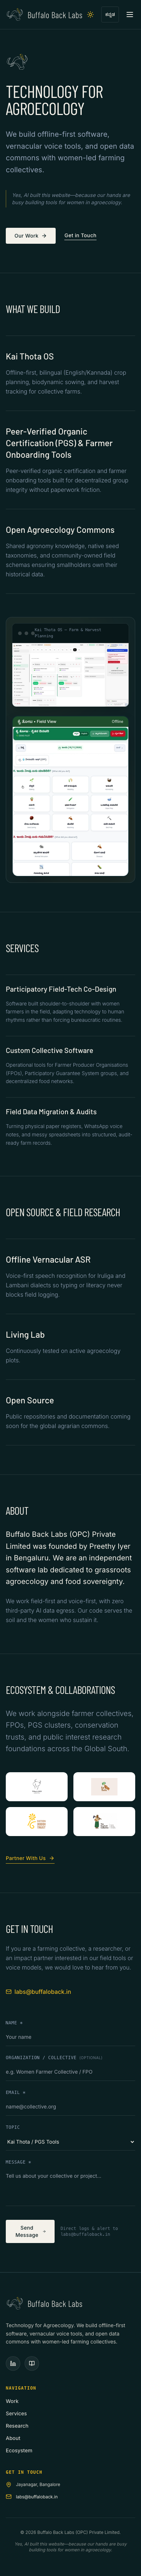 Buffalo Back Labs
ಕನ್ನಡ
TECHNOLOGY FOR
AGROECOLOGY
We build offline-first software,
vernacular voice tools, and open data
commons with women-led farming
collectives.
Yes, AI built this website—because our hands are
busy building tools for women in agroecology.
Our Work →
Get in Touch
WHAT WE BUILD
Kai Thota OS
Offline-first, bilingual (English/Kannada) crop
planning, biodynamic sowing, and harvest
tracking for collective farms.
Peer-Verified Organic
Certification (PGS) & Farmer
Onboarding Tools
Peer-verified organic certification and farmer
onboarding tools built for decentralized group
integrity without paperwork friction.
Open Agroecology Commons
Shared agronomy knowledge, native seed
taxonomies, and community-owned field
schemas ensuring smallholders own their
historical data.
Kai Thota OS — Farm & Harvest
Planning
Field View
Offline
SERVICES
Participatory Field-Tech Co-Design
Software built shoulder-to-shoulder with women
farmers in the field, adapting technology to human
rhythms rather than forcing bureaucratic routines.
Custom Collective Software
Operational tools for Farmer Producer Organisations
(FPOs), Participatory Guarantee System groups, and
decentralized food networks.
Field Data Migration & Audits
Turning physical paper registers, WhatsApp voice
notes, and messy spreadsheets into structured, audit-
ready farm records.
OPEN SOURCE & FIELD RESEARCH
Offline Vernacular ASR
Voice-first speech recognition for Iruliga and
Lambani dialects so typing or literacy never
blocks field logging.
Living Lab
Continuously tested on active agroecology
plots.
Open Source
Public repositories and documentation coming
soon for the global agrarian commons.
ABOUT
Buffalo Back Labs (OPC) Private
Limited was founded by Preethy Iyer
in Bengaluru. We are an independent
software lab dedicated to grassroots
agroecology and food sovereignty.
We work field-first and voice-first, with zero
third-party AI data egress. Our code serves the
soil and the women who sustain it.
ECOSYSTEM & COLLABORATIONS
We work alongside farmer collectives,
FPOs, PGS clusters, conservation
trusts, and public interest research
foundations across the Global South.
Partner With Us →
GET IN TOUCH
If you are a farming collective, a researcher, or
an impact partner interested in our field tools or
voice models, we would love to hear from you.
labs@buffaloback.in
NAME *
Your name
ORGANIZATION / COLLECTIVE (OPTIONAL)
e.g. Women Farmer Collective / FPO
EMAIL *
name@collective.org
TOPIC
Kai Thota / PGS Tools
MESSAGE *
Tell us about your collective or project...
Send
Message
Direct logs & alert to
labs@buffaloback.in
Buffalo Back Labs
Technology for Agroecology. We build offline-first
software, vernacular voice tools, and open data
commons with women-led farming collectives.
NAVIGATION
Work
Services
Research
About
Ecosystem
GET IN TOUCH
Jayanagar, Bangalore
labs@buffaloback.in
© 2026 Buffalo Back Labs (OPC) Private Limited
Yes, AI built this website—because our hands are busy
building tools for women in agroecology.